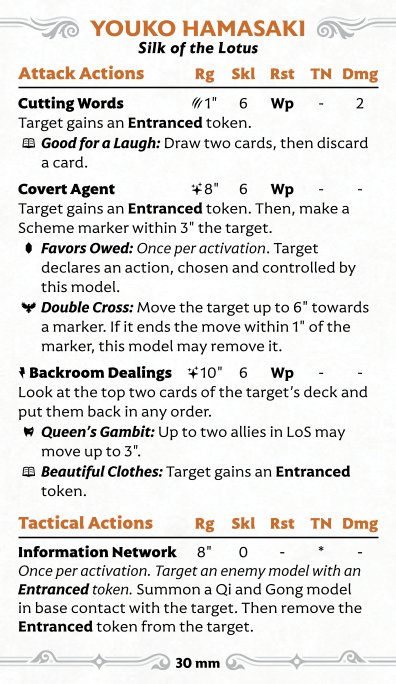 YOUKO HAMASAKI
Silk of the Lotus
Attack Actions Rg Skl Rst TN Dmg
Cutting Words 1" 6 Wp - 2
Target gains an Entranced token.
Good for a Laugh: Draw two cards, then discard
a card.
Covert Agent 8" 6 Wp - -
Target gains an Entranced token. Then, make a
Scheme marker within 3" the target.
Favors Owed: Once per activation. Target
declares an action, chosen and controlled by
this model.
Double Cross: Move the target up to 6" towards
a marker. If it ends the move within 1" of the
marker, this model may remove it.
Backroom Dealings 10" 6 Wp - -
Look at the top two cards of the target's deck and
put them back in any order.
Queen's Gambit: Up to two allies in LoS may
move up to 3".
Beautiful Clothes: Target gains an Entranced
token.
Tactical Actions Rg Skl Rst TN Dmg
Information Network 8" 0 - * -
Once per activation. Target an enemy model with an
Entranced token. Summon a Qi and Gong model
in base contact with the target. Then remove the
Entranced token from the target.
30 mm